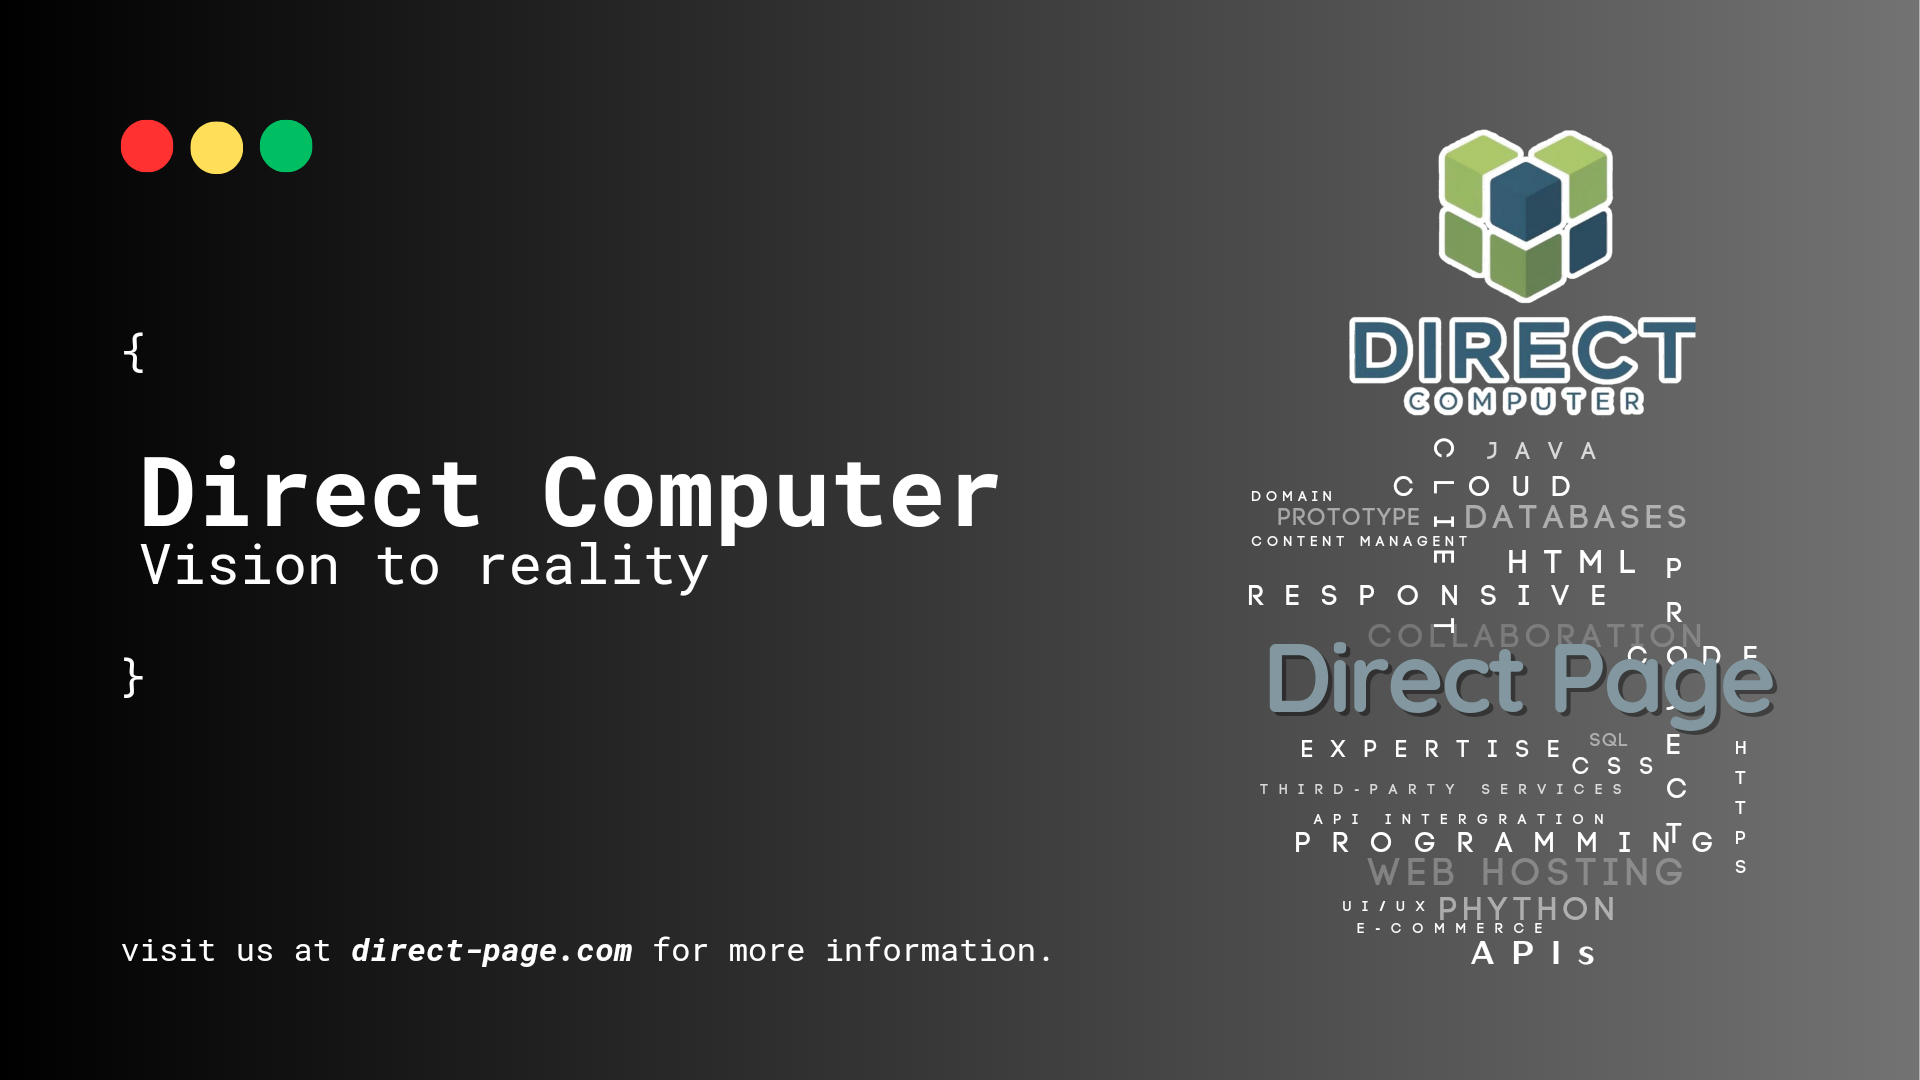 {
Direct Computer
Vision to reality
}
visit us at direct-page.com for more information.
DIRECT
COMPUTER
CLIENT
JAVA
CLOUD
DOMAIN
PROTOTYPE
DATABASES
CONTENT MANAGENT
HTML
PROJECT
RESPONSIVE
COLLABORATION
CODE
Direct Page
EXPERTISE
SQL
CSS
HTTPS
THIRD-PARTY SERVICES
API INTERGRATION
PROGRAMMING
WEB HOSTING
UI/UX
PHYTHON
E-COMMERCE
APIs